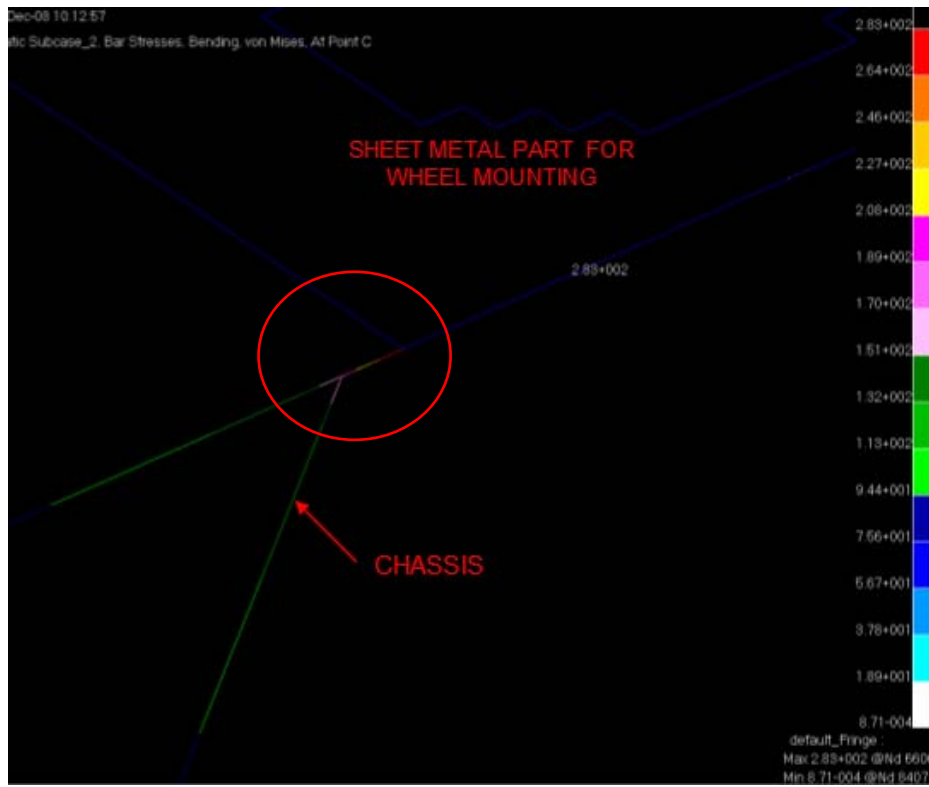 Dec-08 10:12:57
2.83+002
tic Subcase_2, Bar Stresses, Bending, von Mises, At Point C
2.64+002
2.46+002
SHEET METAL PART FOR
WHEEL MOUNTING
2.27+002
2.08+002
2.83+002
1.89+002
1.70+002
1.51+002
1.32+002
1.13+002
9.44+001
7.56+001
CHASSIS
5.67+001
3.78+001
1.89+001
8.71-004
default_Fringe :
Max 2.83+002 @Nd 660
Min 8.71-004 @Nd 8407